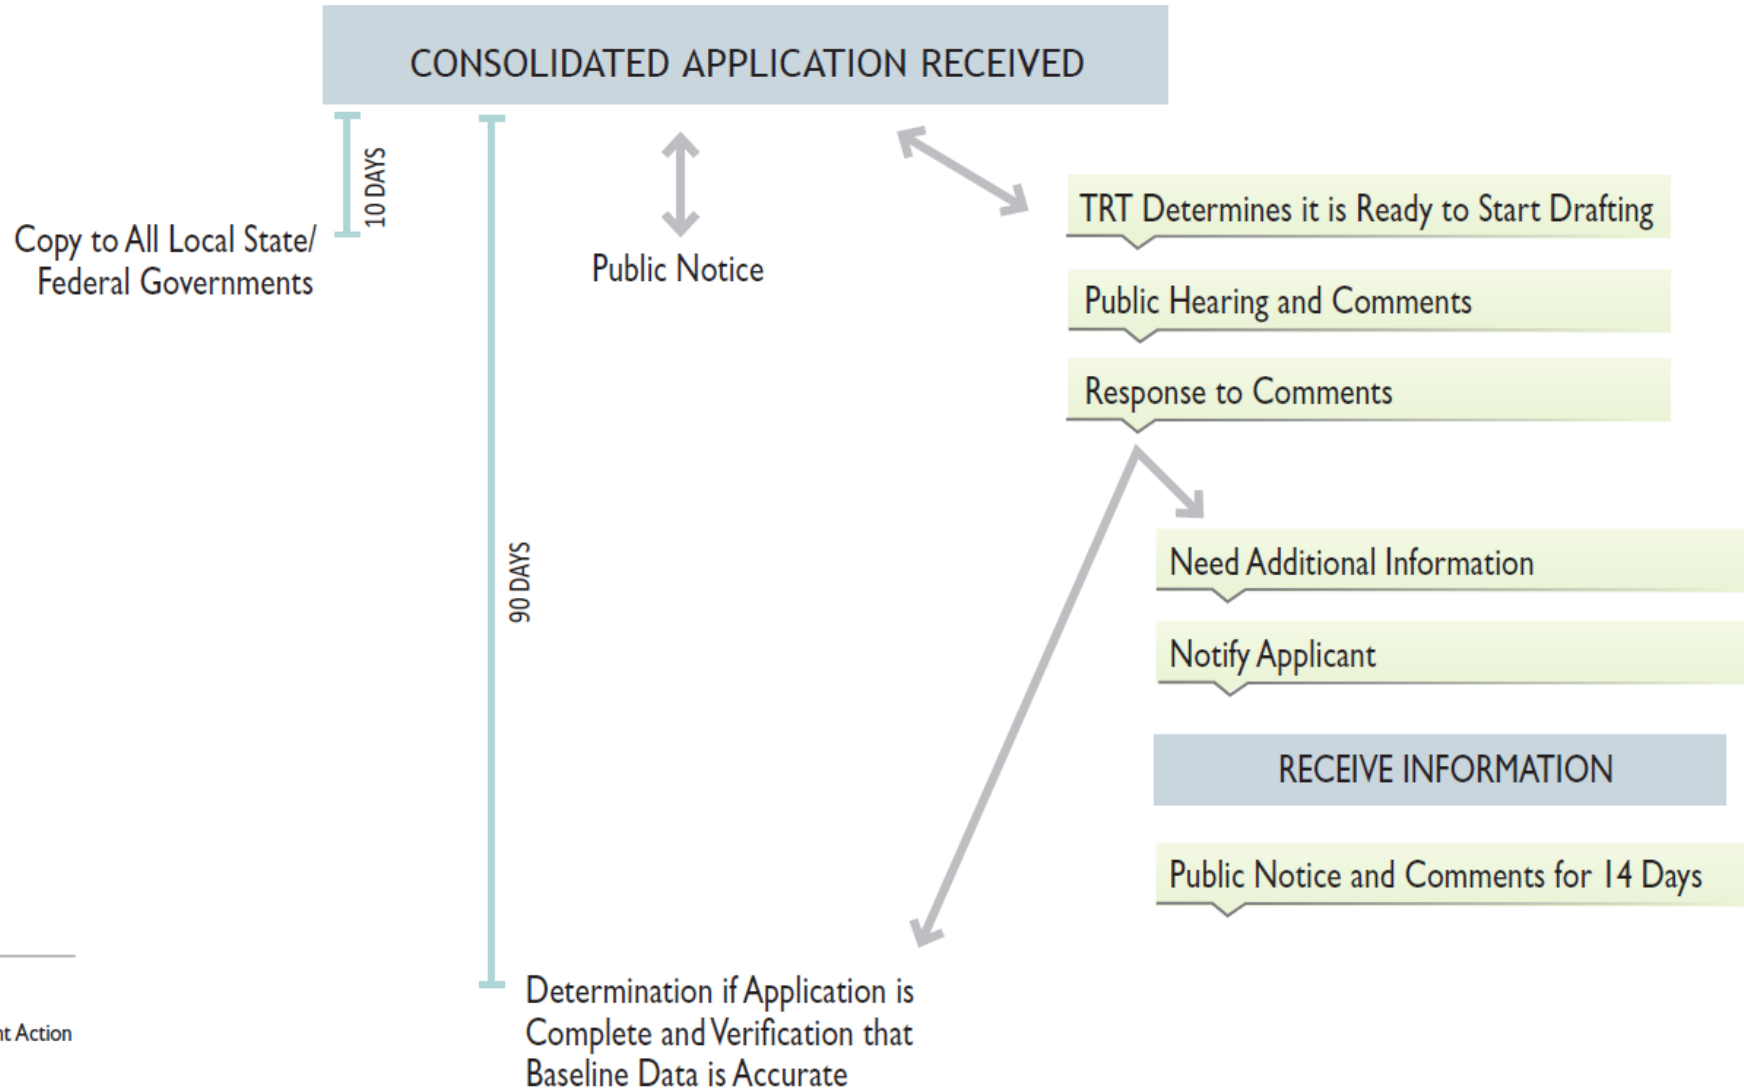 CONSOLIDATED APPLICATION RECEIVED
10 DAYS
Copy to All Local State/
Federal Governments
Public Notice
TRT Determines it is Ready to Start Drafting
Public Hearing and Comments
Response to Comments
90 DAYS
Need Additional Information
Notify Applicant
RECEIVE INFORMATION
Public Notice and Comments for 14 Days
Determination if Application is
Complete and Verification that
Baseline Data is Accurate
Action